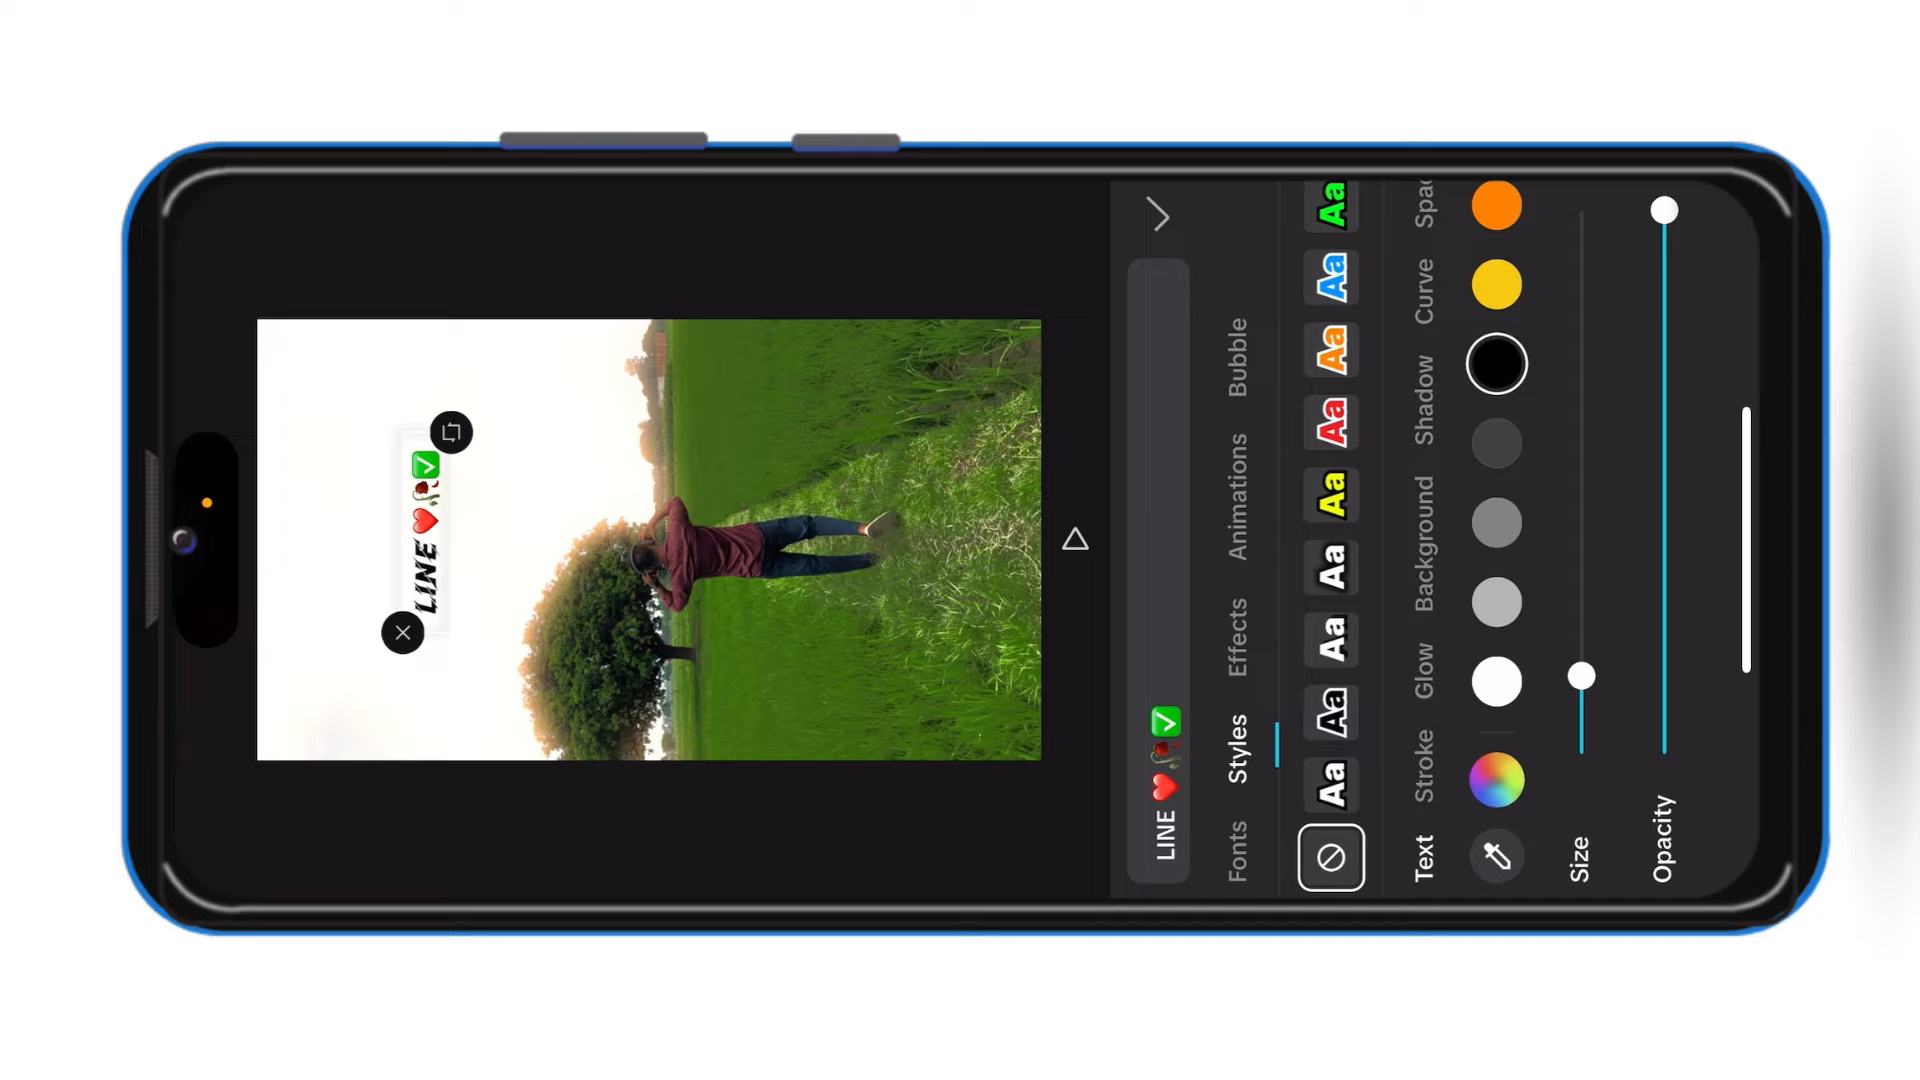 LINE ❤️🥀✅
LINE ❤️🥀✅
Fonts Styles Effects Animations Bubble
Aa Aa Aa Aa Aa Aa Aa Aa Aa
Text Stroke Glow Background Shadow Curve
Size
Opacity